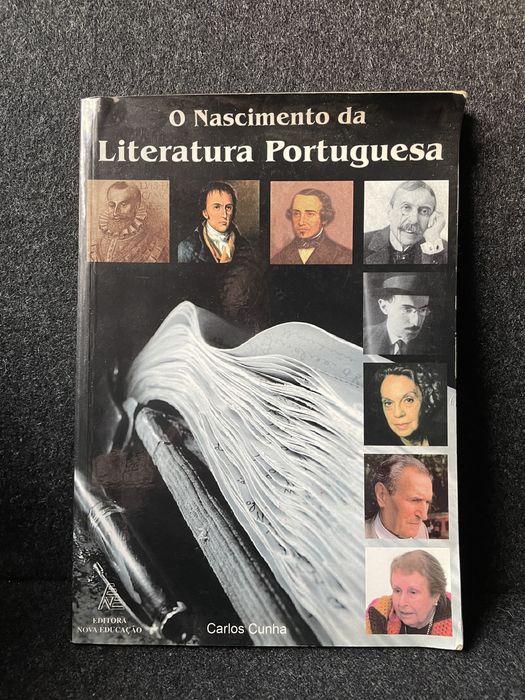 O Nascimento da
Literatura Portuguesa
EDITORA
NOVA EDUCAÇÃO
Carlos Cunha